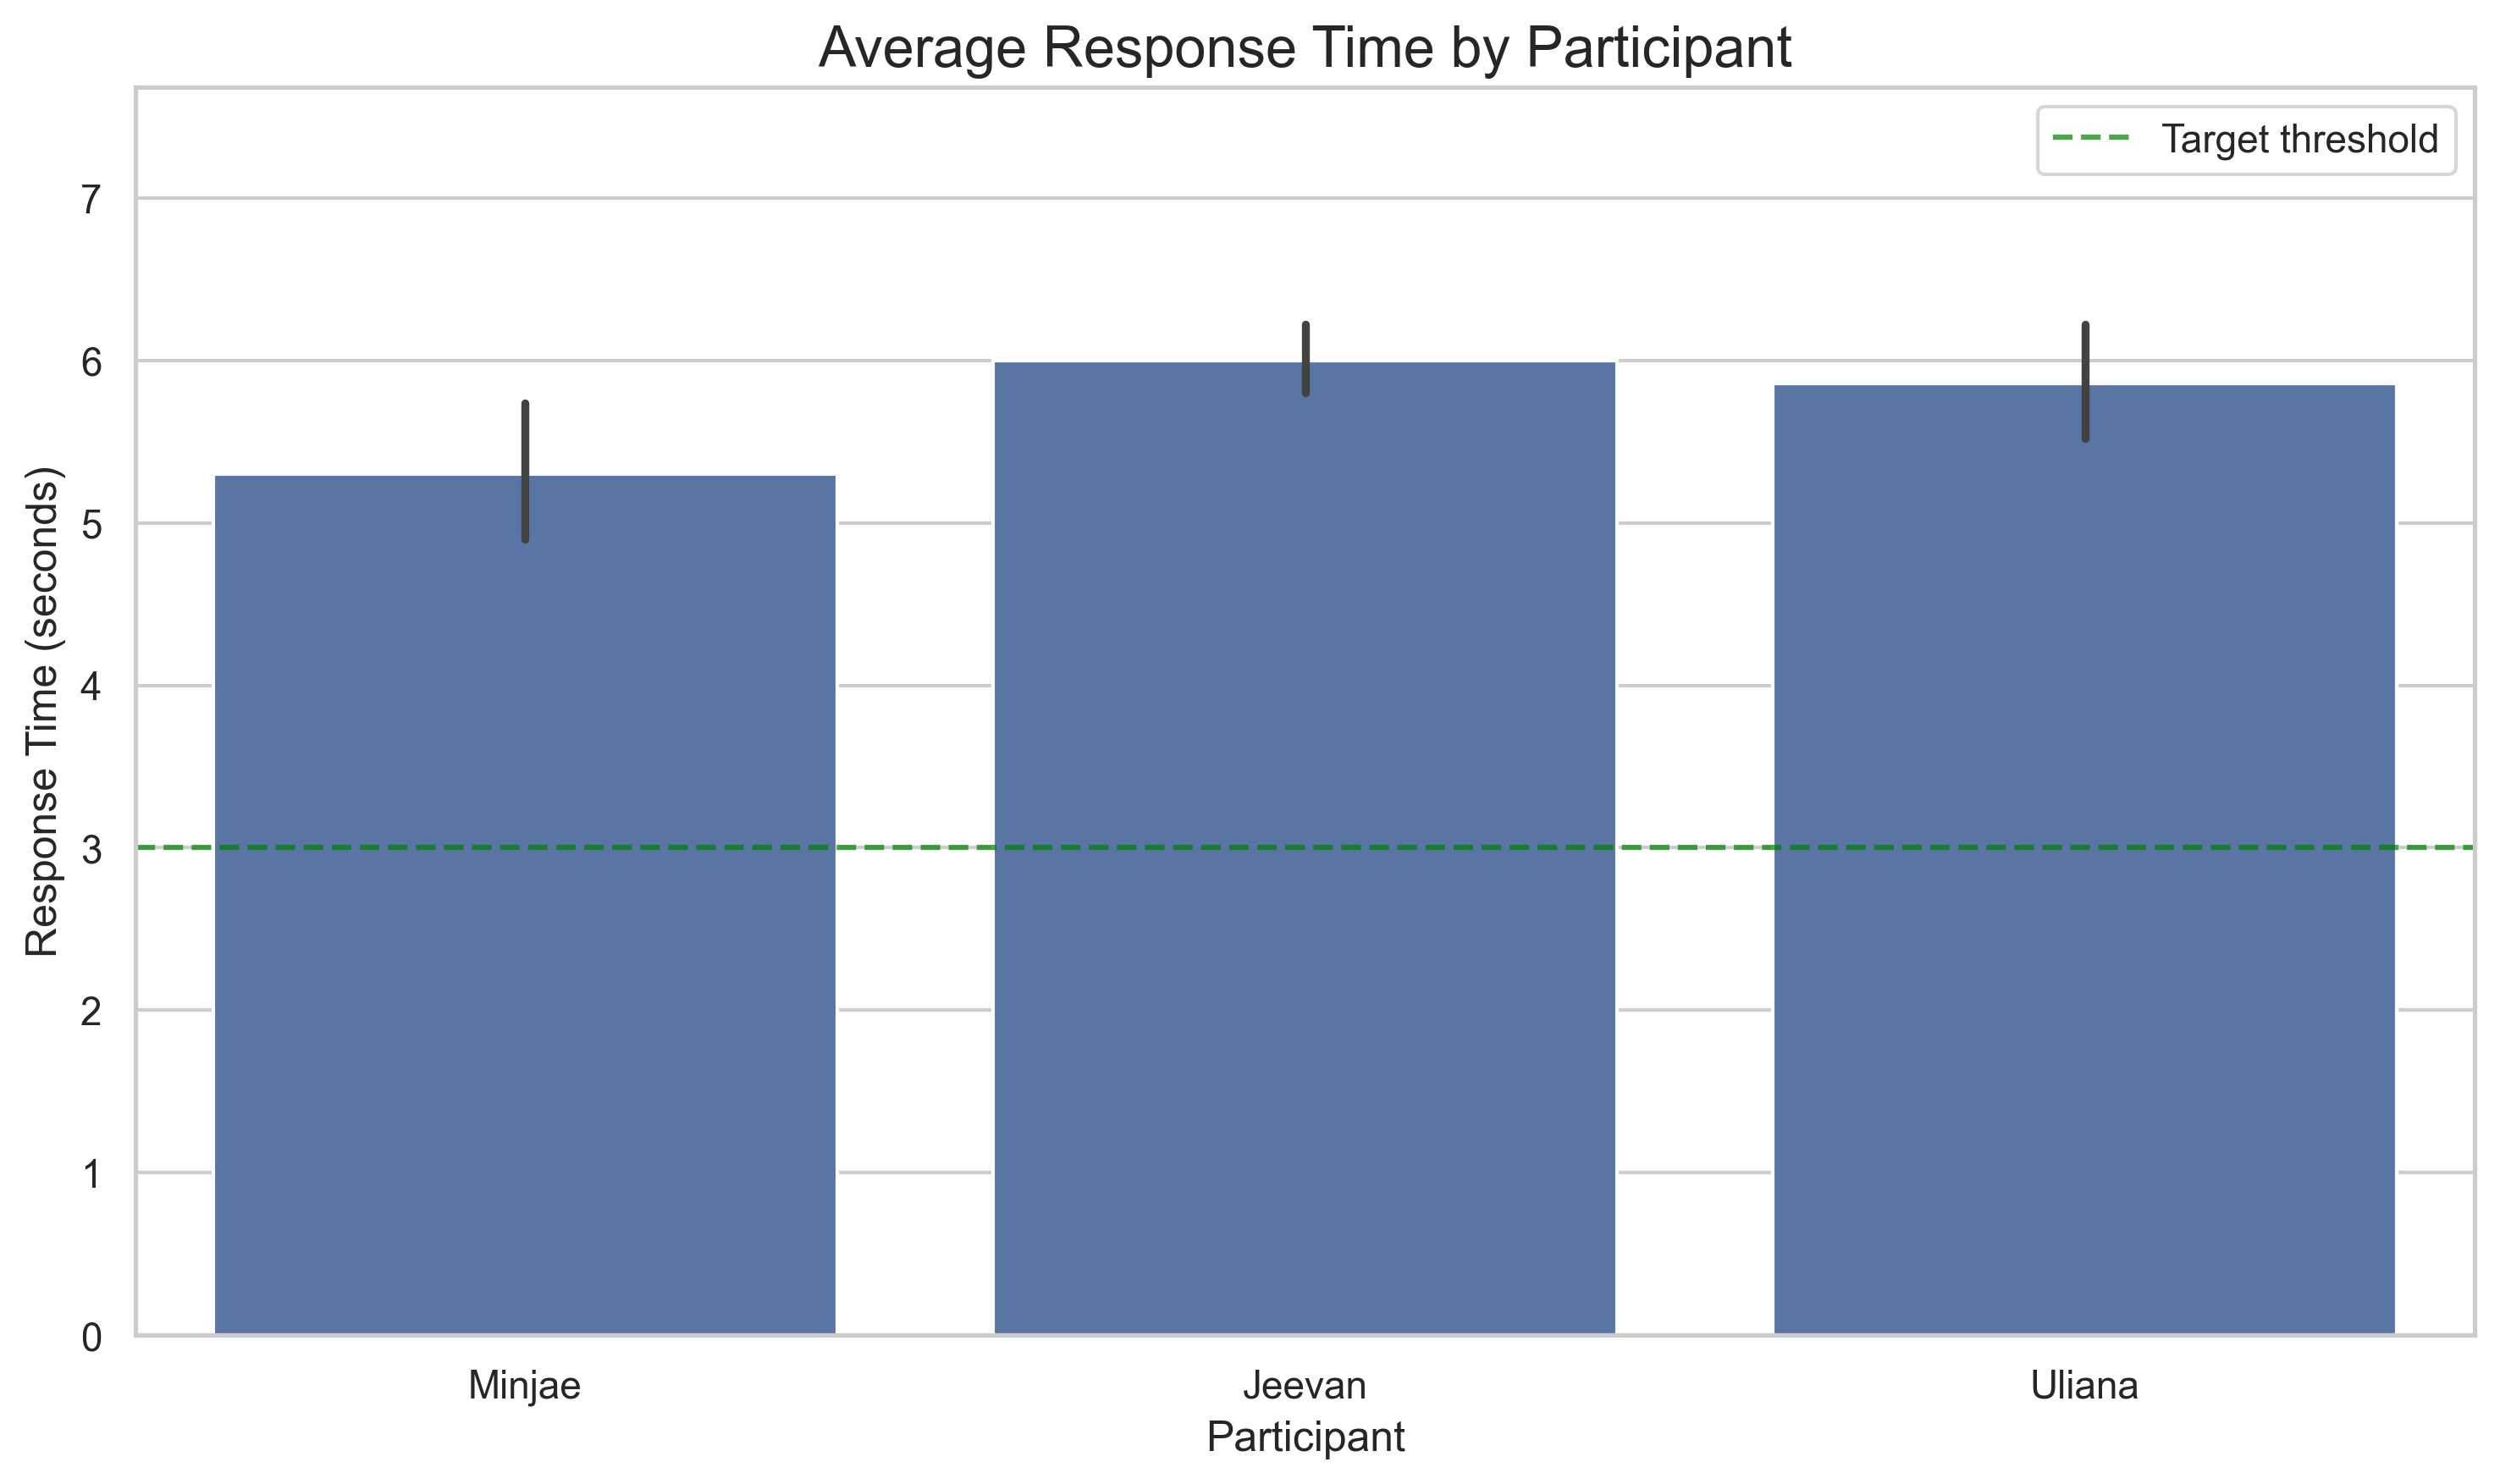 Average Response Time by Participant
Target threshold
7
6
5
4
3
2
1
0
Response Time (seconds)
Minjae
Jeevan
Uliana
Participant